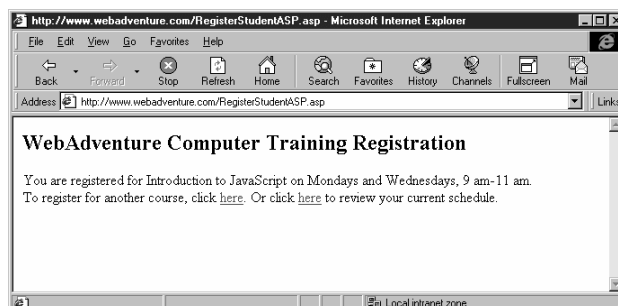 http://www.webadventure.com/RegisterStudentASP.asp - Microsoft Internet Explorer
File Edit View Go Favorites Help
Back Forward Stop Refresh Home Search Favorites History Channels Fullscreen Mail
Address http://www.webadventure.com/RegisterStudentASP.asp Links
WebAdventure Computer Training Registration
You are registered for Introduction to JavaScript on Mondays and Wednesdays, 9 am-11 am.
To register for another course, click here. Or click here to review your current schedule.
Local intranet zone